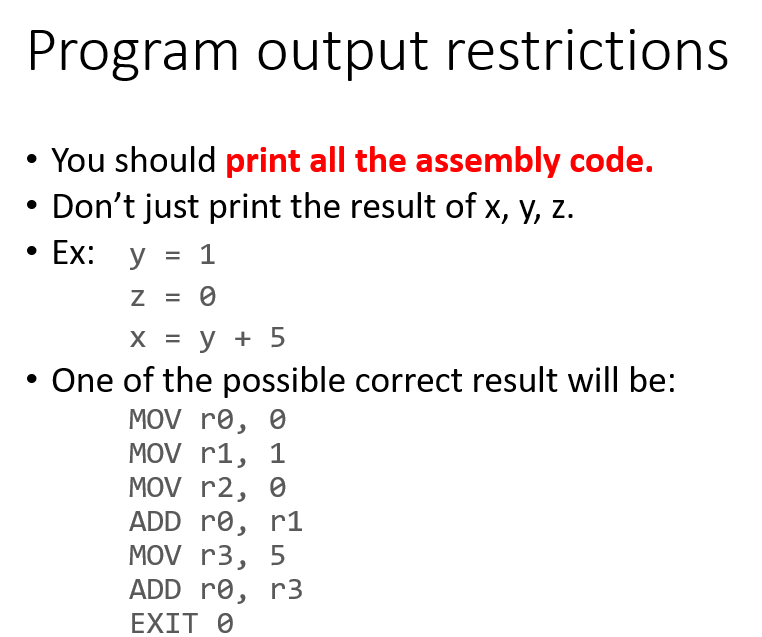 Program output restrictions
• You should print all the assembly code.
• Don’t just print the result of x, y, z.
• Ex: y = 1
z = 0
x = y + 5
• One of the possible correct result will be:
MOV r0, 0
MOV r1, 1
MOV r2, 0
ADD r0, r1
MOV r3, 5
ADD r0, r3
EXIT 0